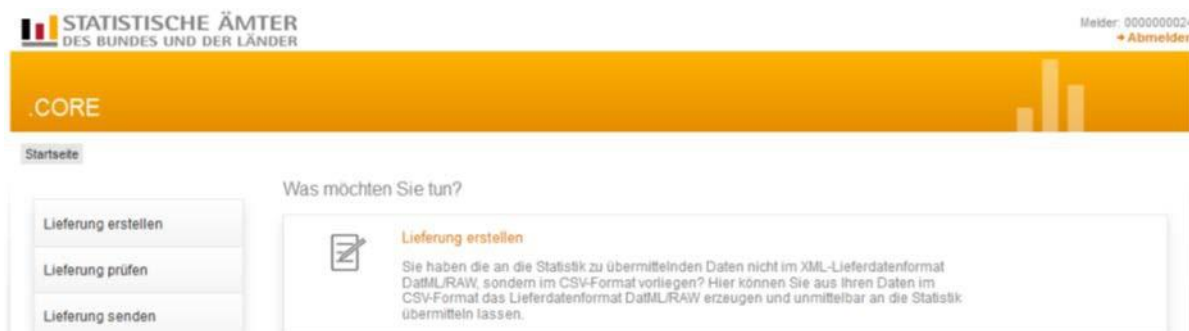 STATISTISCHE ÄMTER
DES BUNDES UND DER LÄNDER
Melder: 0000000024
➔ Abmelden
.CORE
Startseite
Was möchten Sie tun?
Lieferung erstellen
Lieferung prüfen
Lieferung senden
Lieferung erstellen
Sie haben die an die Statistik zu übermittelnden Daten nicht im XML-Lieferdatenformat
DatML/RAW, sondern im CSV-Format vorliegen? Hier können Sie aus Ihren Daten im
CSV-Format das Lieferdatenformat DatML/RAW erzeugen und unmittelbar an die Statistik
übermitteln lassen.